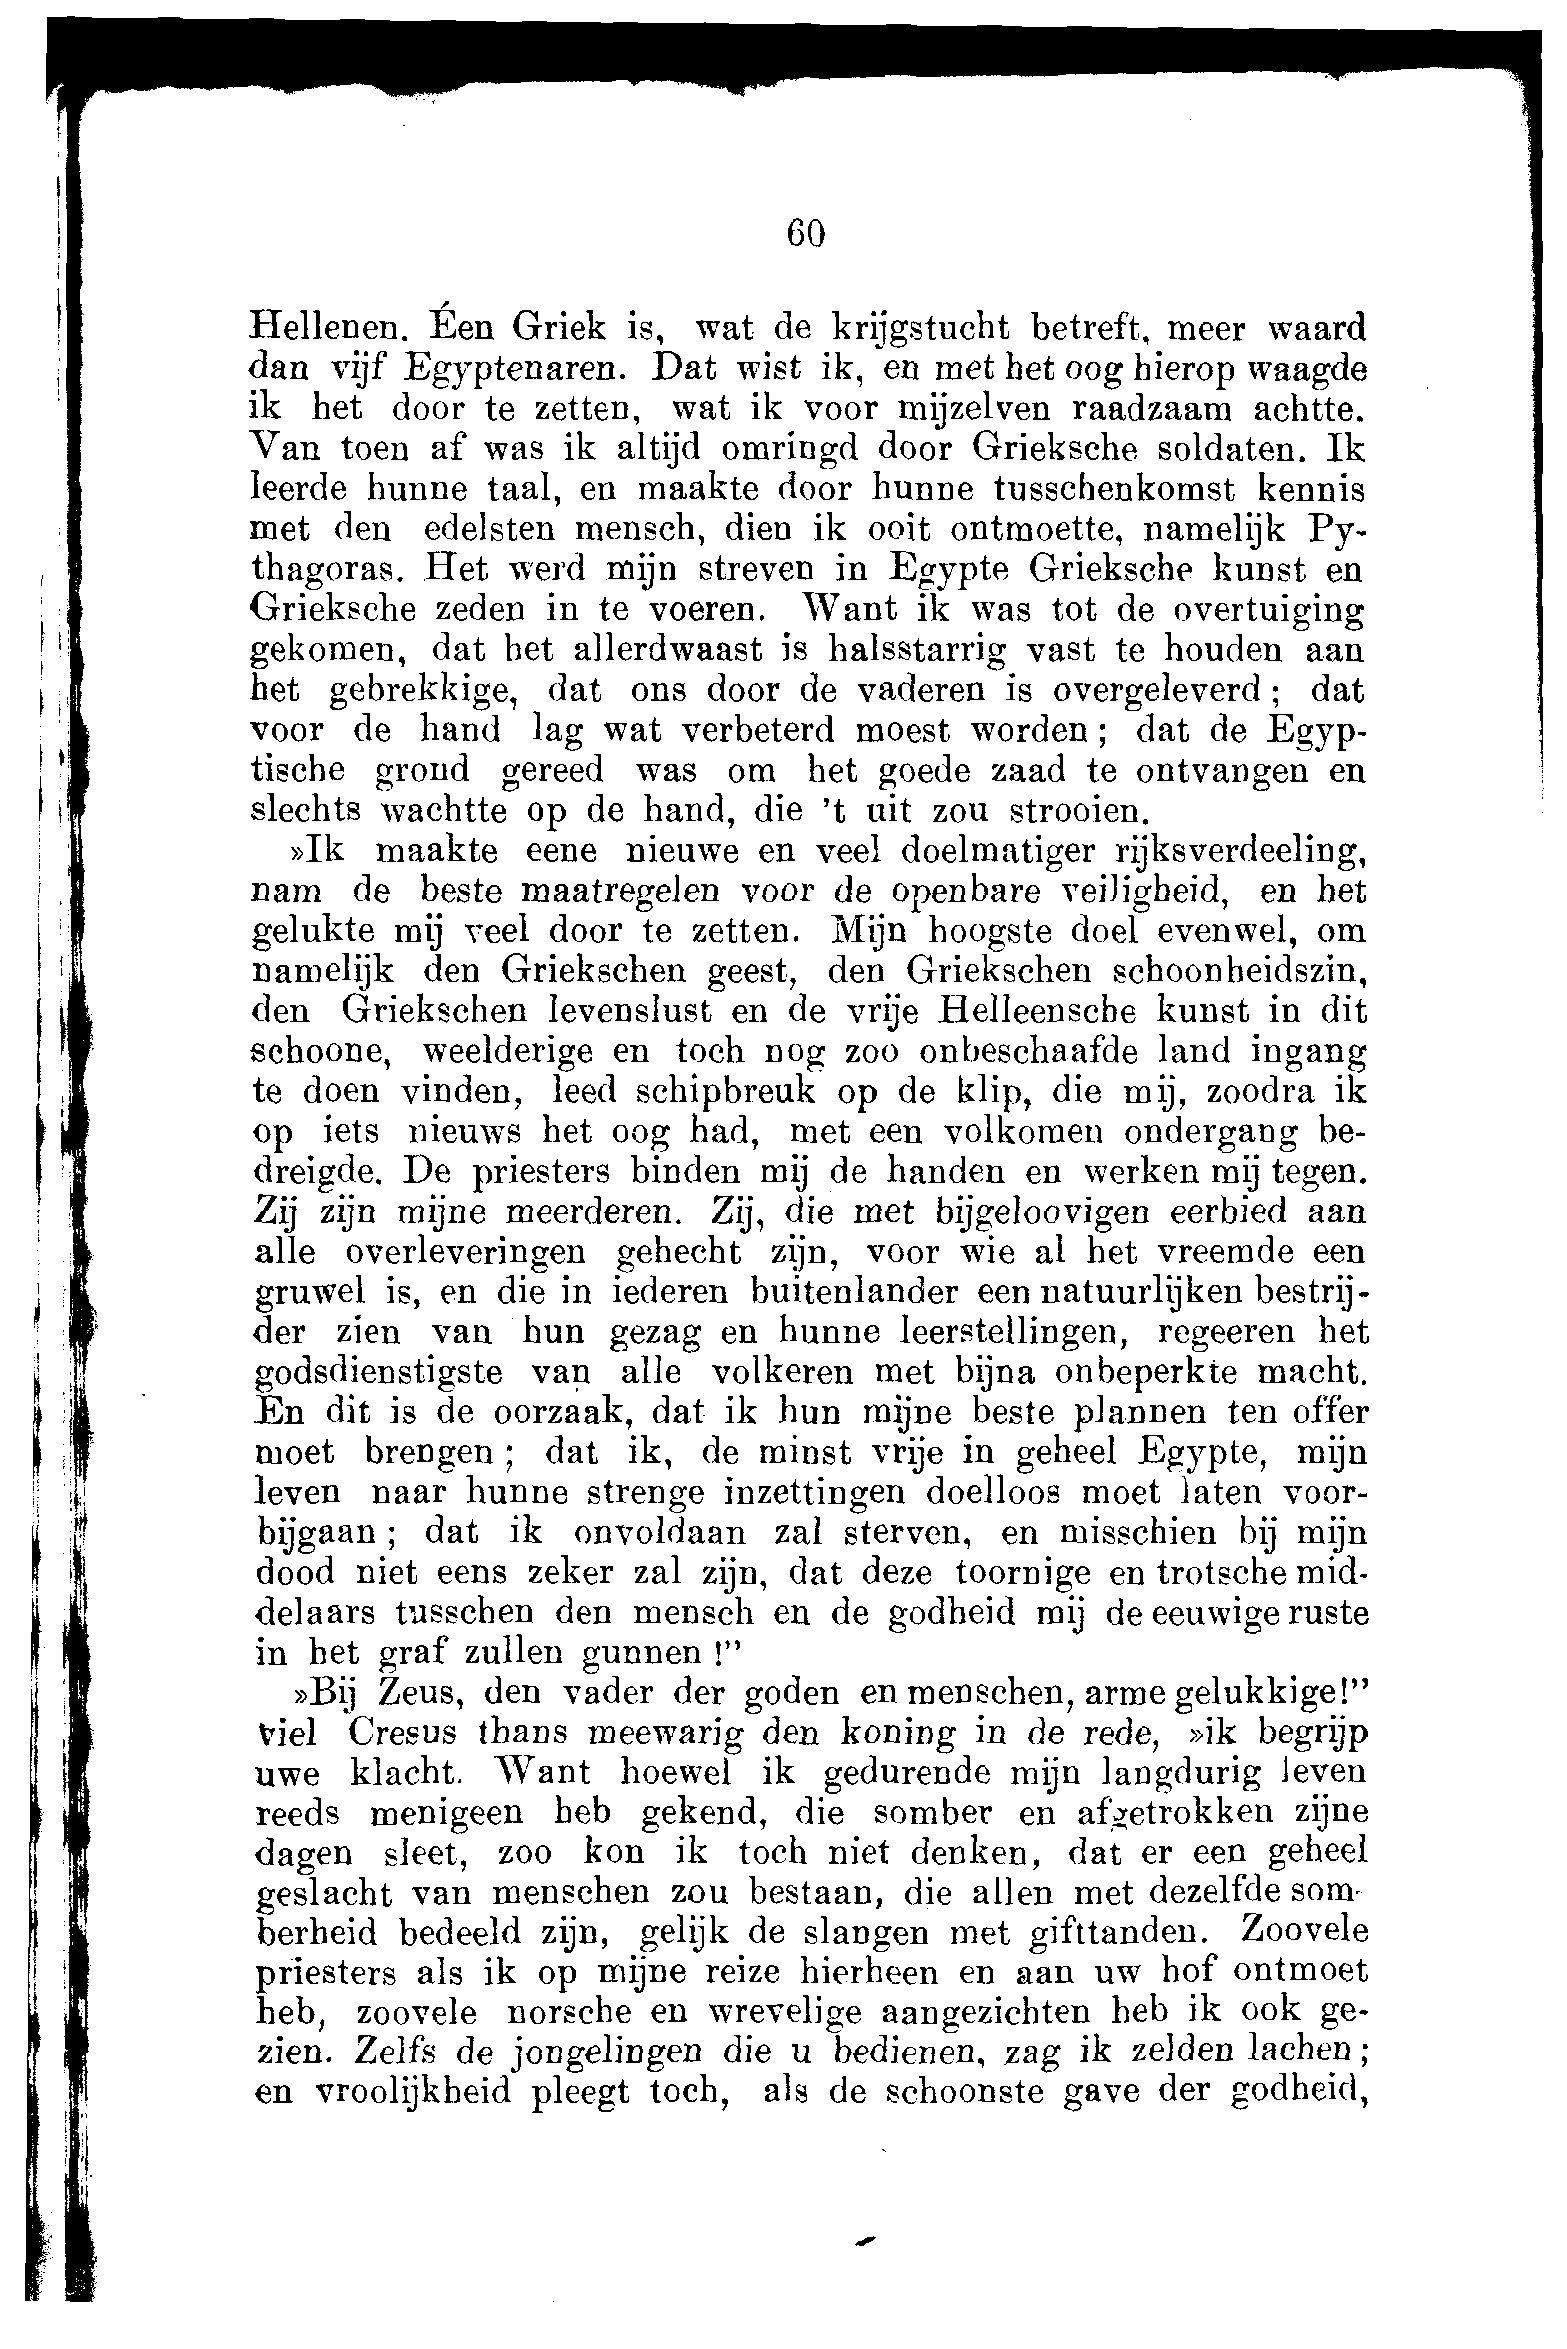 60
Hellenen. Éen Griek is, wat de krijgstucht betreft, meer waard
dan vijf Egyptenaren. Dat wist ik, en met het oog hierop waagde
ik het door te zetten, wat ik voor mijzelven raadzaam achtte.
Van toen af was ik altijd omringd door Grieksche soldaten. Ik
leerde hunne taal, en maakte door hunne tusschenkomst kennis
met den edelsten mensch, dien ik ooit ontmoette, namelijk Py-
thagoras. Het werd mijn streven in Egypte Grieksche kunst en
Grieksche zeden in te voeren. Want ik was tot de overtuiging
gekomen, dat het allerdwaast is halsstarrig vast te houden aan
het gebrekkige, dat ons door de vaderen is overgeleverd; dat
voor de hand lag wat verbeterd moest worden; dat de Egyp-
tische grond gereed was om het goede zaad te ontvangen en
slechts wachtte op de hand, die 't uit zou strooien.
»Ik maakte eene nieuwe en veel doelmatiger rijksverdeeling,
nam de beste maatregelen voor de openbare veiligheid, en het
gelukte mij veel door te zetten. Mijn hoogste doel evenwel, om
namelijk den Griekschen geest, den Griekschen schoonheidszin,
den Griekschen levenslust en de vrije Helleensche kunst in dit
schoone, weelderige en toch nog zoo onbeschaafde land ingang
te doen vinden, leed schipbreuk op de klip, die mij, zoodra ik
op iets nieuws het oog had, met een volkomen ondergang be-
dreigde. De priesters binden mij de handen en werken mij tegen.
Zij zijn mijne meerderen. Zij, die met bijgeloovigen eerbied aan
alle overleveringen gehecht zijn, voor wie al het vreemde een
gruwel is, en die in iederen buitenlander een natuurlijken bestrij-
der zien van hun gezag en hunne leerstellingen, regeeren het
godsdienstigste van alle volkeren met bijna onbeperkte macht.
En dit is de oorzaak, dat ik hun mijne beste plannen ten offer
moet brengen; dat ik, de minst vrije in geheel Egypte, mijn
leven naar hunne strenge inzettingen doelloos moet laten voor-
bijgaan; dat ik onvoldaan zal sterven, en misschien bij mijn
dood niet eens zeker zal zijn, dat deze toornige en trotsche mid-
delaars tusschen den mensch en de godheid mij de eeuwige ruste
in het graf zullen gunnen!"
»Bij Zeus, den vader der goden en menschen, arme gelukkige!"
viel Cresus thans meewarig den koning in de rede, »ik begrijp
uwe klacht. Want hoewel ik gedurende mijn langdurig leven
reeds menigeen heb gekend, die somber en afgetrokken zijne
dagen sleet, zoo kon ik toch niet denken, dat er een geheel
geslacht van menschen zou bestaan, die allen met dezelfde som-
berheid bedeeld zijn, gelijk de slangen met gifttanden. Zoovele
priesters als ik op mijne reize hierheen en aan uw hof ontmoet
heb, zoovele norsche en wrevelige aangezichten heb ik ook ge-
zien. Zelfs de jongelingen die u bedienen, zag ik zelden lachen;
en vroolijkheid pleegt toch, als de schoonste gave der godheid,